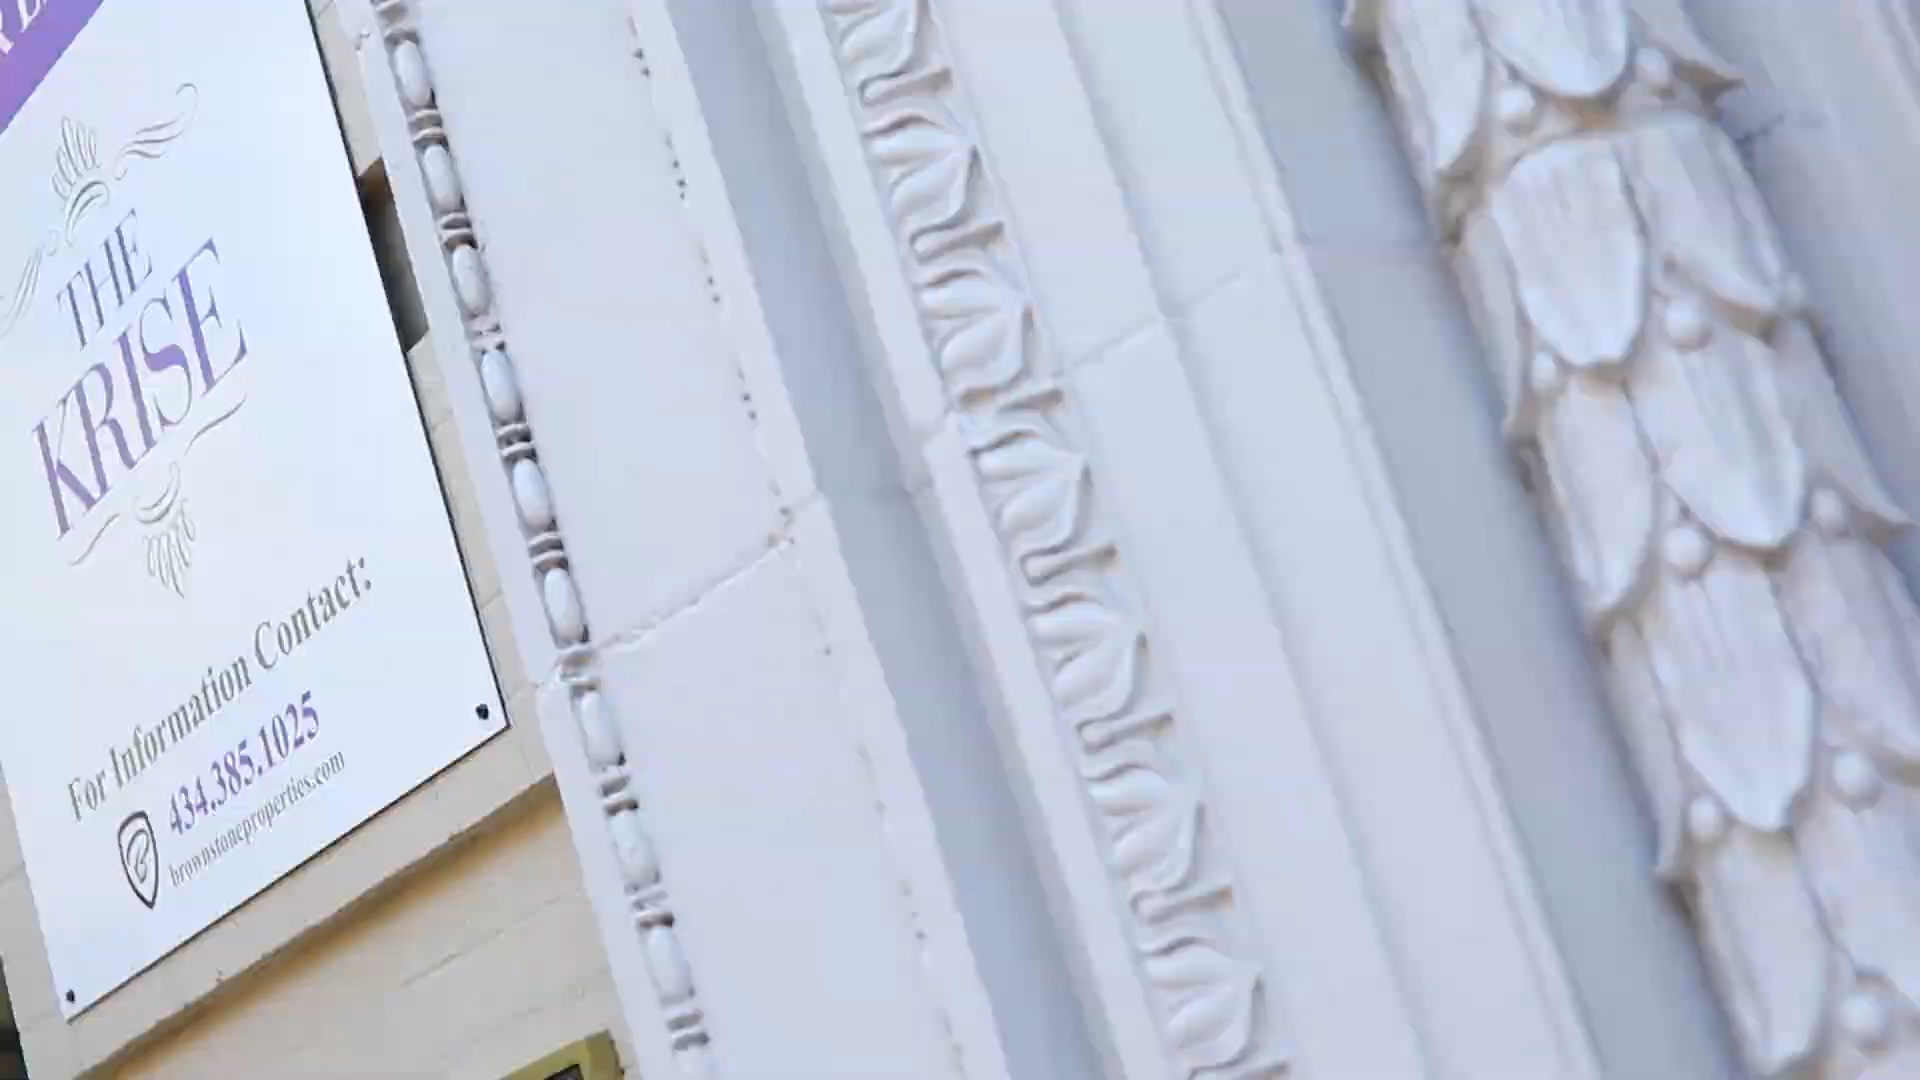 THE
KRISE
For Information Contact:
434.385.1025
brownstoneproperties.com